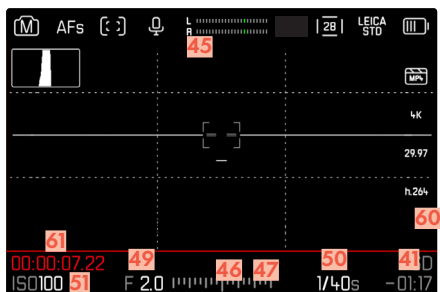 M AFs L R 28 LEICA STD
45
MP4
4K
29.97
h.264
60
61 49 46 47 50 41
00:00:07.22
ISO100 51 F 2.0 1/40s -01:17